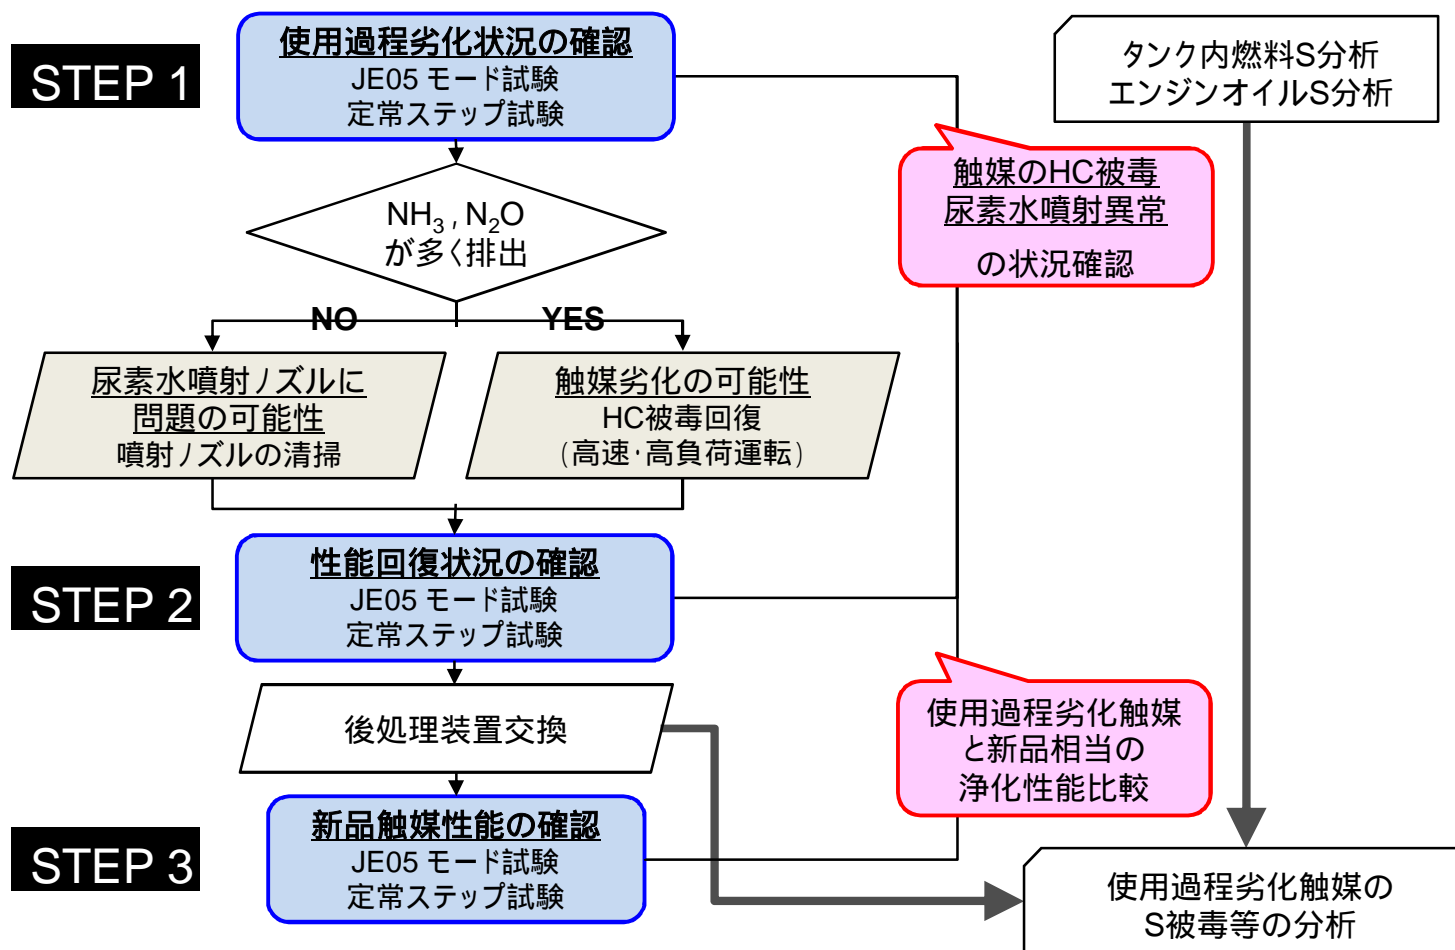 STEP 1
使用過程劣化状況の確認
JE05 モード試験
定常ステップ試験
タンク内燃料S分析
エンジンオイルS分析
触媒のHC被毒
尿素水噴射異常
の状況確認
NH₃ , N₂O
が多く排出
NO
YES
尿素水噴射ノズルに
問題の可能性
噴射ノズルの清掃
触媒劣化の可能性
HC被毒回復
(高速・高負荷運転)
STEP 2
性能回復状況の確認
JE05 モード試験
定常ステップ試験
後処理装置交換
使用過程劣化触媒
と新品相当の
浄化性能比較
STEP 3
新品触媒性能の確認
JE05 モード試験
定常ステップ試験
使用過程劣化触媒の
S被毒等の分析